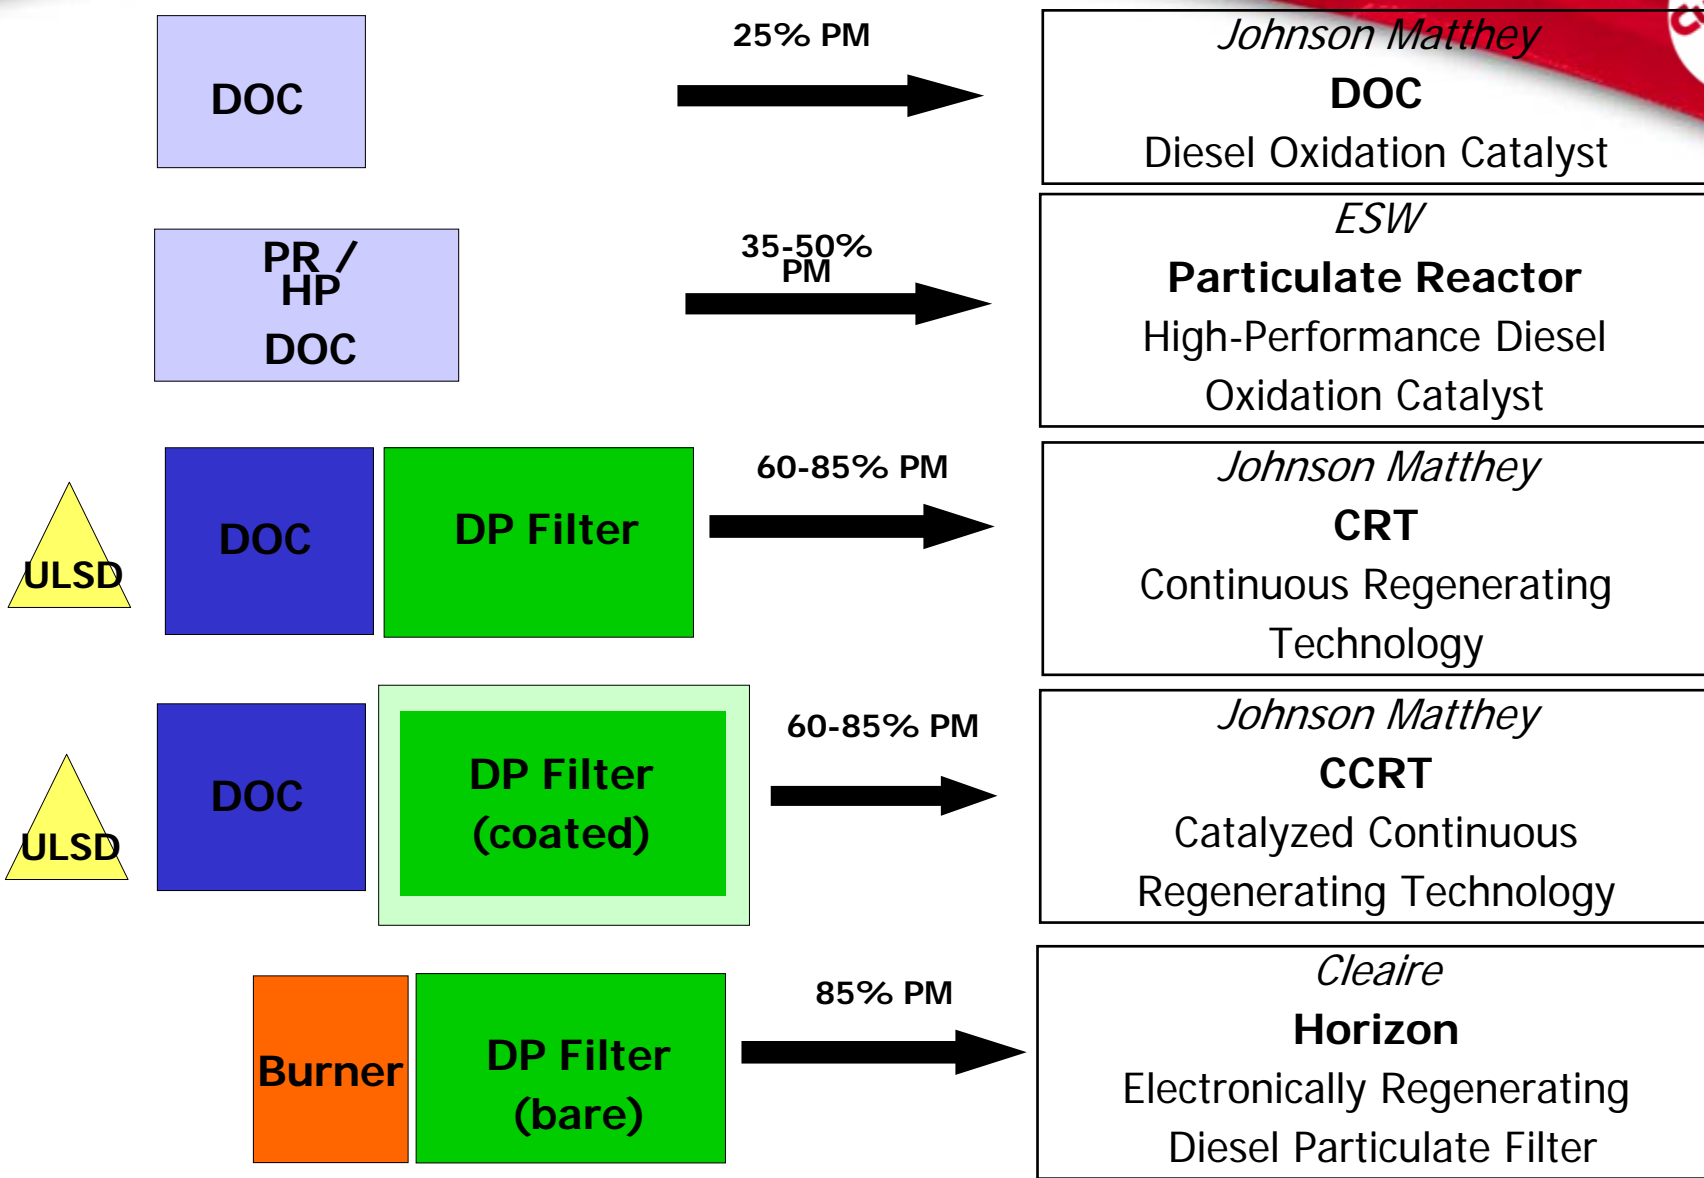 25% PM
Johnson Matthey
DOC
DOC
Diesel Oxidation Catalyst
PR /
HP
DOC
35-50%
PM
ESW
Particulate Reactor
High-Performance Diesel
Oxidation Catalyst
ULSD
DOC
DP Filter
60-85% PM
Johnson Matthey
CRT
Continuous Regenerating
Technology
ULSD
DOC
DP Filter
(coated)
60-85% PM
Johnson Matthey
CCRT
Catalyzed Continuous
Regenerating Technology
Burner
DP Filter
(bare)
85% PM
Cleaire
Horizon
Electronically Regenerating
Diesel Particulate Filter